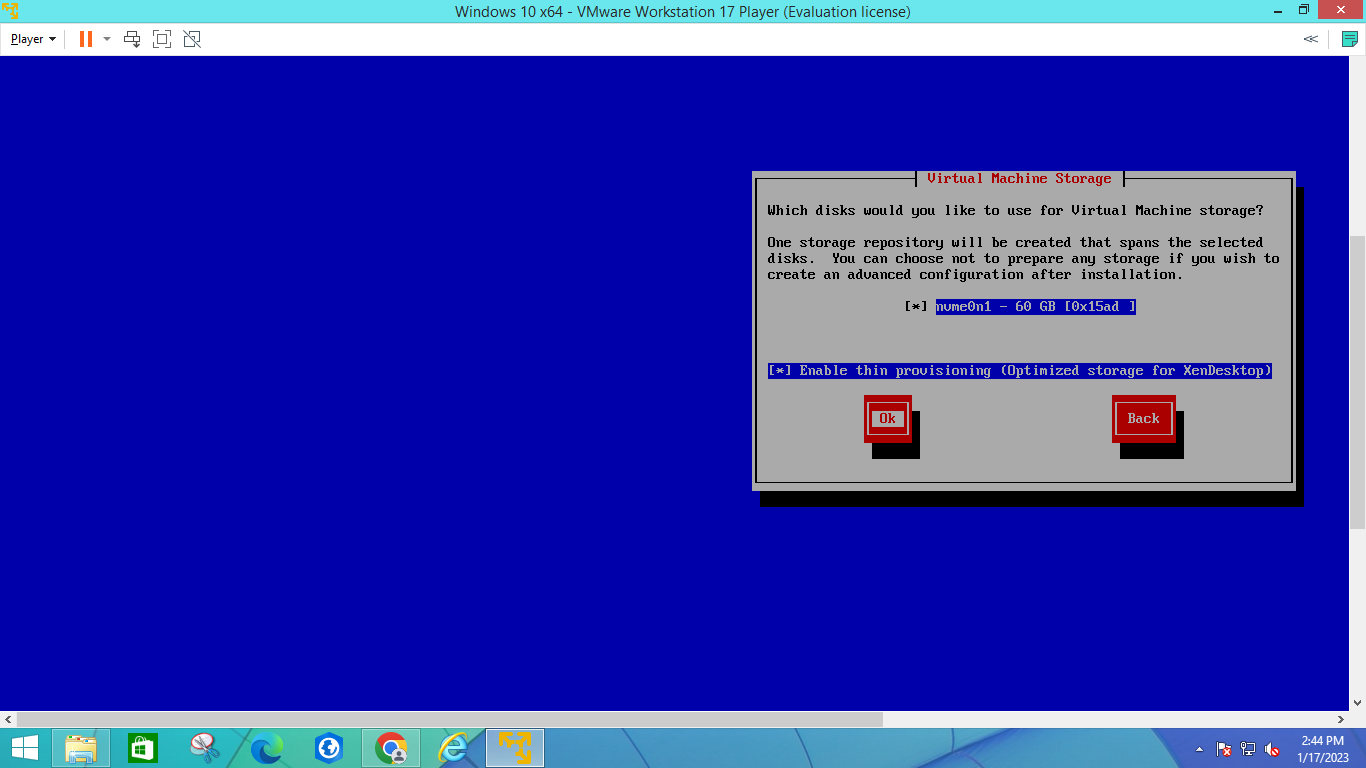 Windows 10 x64 - VMware Workstation 17 Player (Evaluation license)
Player
Virtual Machine Storage
Which disks would you like to use for Virtual Machine storage?
One storage repository will be created that spans the selected
disks.  You can choose not to prepare any storage if you wish to
create an advanced configuration after installation.
[*] nvme0n1 - 60 GB [0x15ad ]
[*] Enable thin provisioning (Optimized storage for XenDesktop)
Ok
Back
2:44 PM
1/17/2023